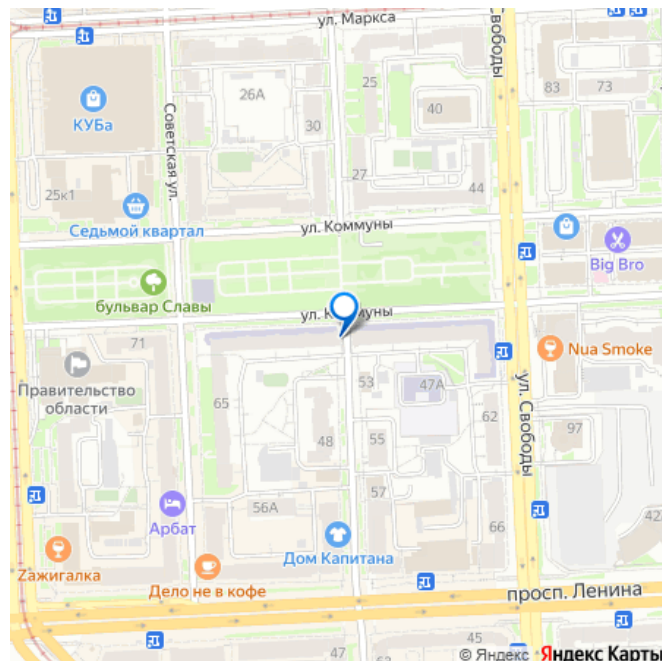 ул. Маркса
Свободы
25
83
73
26А
КУБа
40
30
Советская ул.
27
44
25к1
Седьмой квартал
ул. Коммуны
Big Bro
бульвар Славы
ул. Коммуны
71
Nua Smoke
Правительство
области
53
47А
65
ул. Свободы
62
97
48
55
57
56А
Арбат
66
42
Дом Капитана
Zажигалка
Дело не в кофе
просп. Ленина
45
47
© Яндекс Яндекс Карты